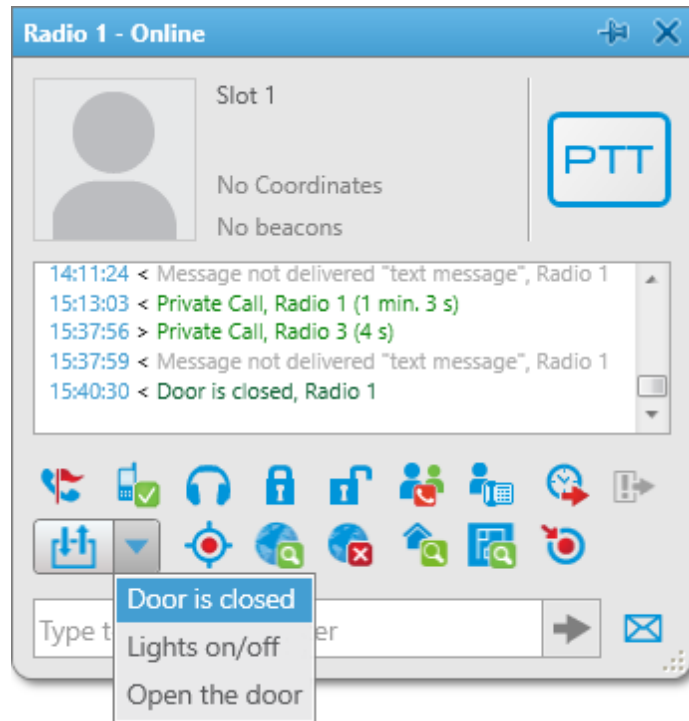 Radio 1 - Online
Slot 1
PTT
No Coordinates
No beacons
14:11:24 < Message not delivered "text message", Radio 1
15:13:03 < Private Call, Radio 1 (1 min. 3 s)
15:37:56 > Private Call, Radio 3 (4 s)
15:37:59 < Message not delivered "text message", Radio 1
15:40:30 < Door is closed, Radio 1
Door is closed
Type t er
Lights on/off
Open the door